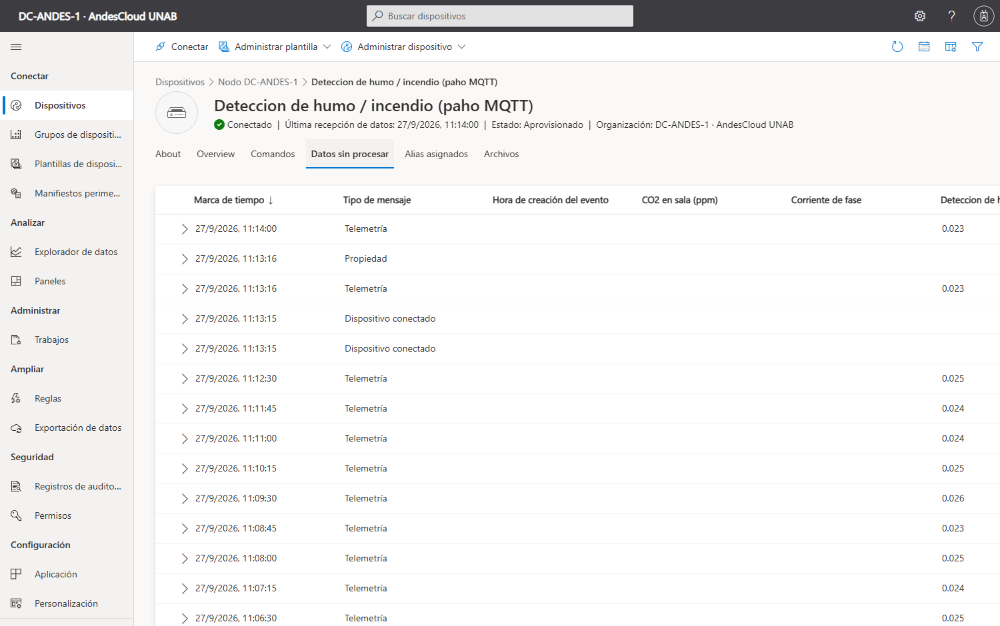 DC-ANDES-1 · AndesCloud UNAB
Buscar dispositivos
Conectar
Administrar plantilla
Administrar dispositivo
Conectar
Dispositivos
Grupos de dispositi...
Plantillas de disposi...
Manifiestos perime...
Analizar
Explorador de datos
Paneles
Administrar
Trabajos
Ampliar
Reglas
Exportación de datos
Seguridad
Registros de audito...
Permisos
Configuración
Aplicación
Personalización
Dispositivos > Nodo DC-ANDES-1 > Deteccion de humo / incendio (paho MQTT)
Deteccion de humo / incendio (paho MQTT)
Conectado | Última recepción de datos: 27/9/2026, 11:14:00 | Estado: Aprovisionado | Organización: DC-ANDES-1 · AndesCloud UNAB
About Overview Comandos Datos sin procesar Alias asignados Archivos
Marca de tiempo ↓ Tipo de mensaje Hora de creación del evento CO2 en sala (ppm) Corriente de fase Deteccion de h
27/9/2026, 11:14:00 Telemetría 0.023
27/9/2026, 11:13:16 Propiedad
27/9/2026, 11:13:16 Telemetría 0.023
27/9/2026, 11:13:15 Dispositivo conectado
27/9/2026, 11:13:15 Dispositivo conectado
27/9/2026, 11:12:30 Telemetría 0.025
27/9/2026, 11:11:45 Telemetría 0.024
27/9/2026, 11:11:00 Telemetría 0.024
27/9/2026, 11:10:15 Telemetría 0.025
27/9/2026, 11:09:30 Telemetría 0.026
27/9/2026, 11:08:45 Telemetría 0.023
27/9/2026, 11:08:00 Telemetría 0.025
27/9/2026, 11:07:15 Telemetría 0.024
27/9/2026, 11:06:30 Telemetría 0.025